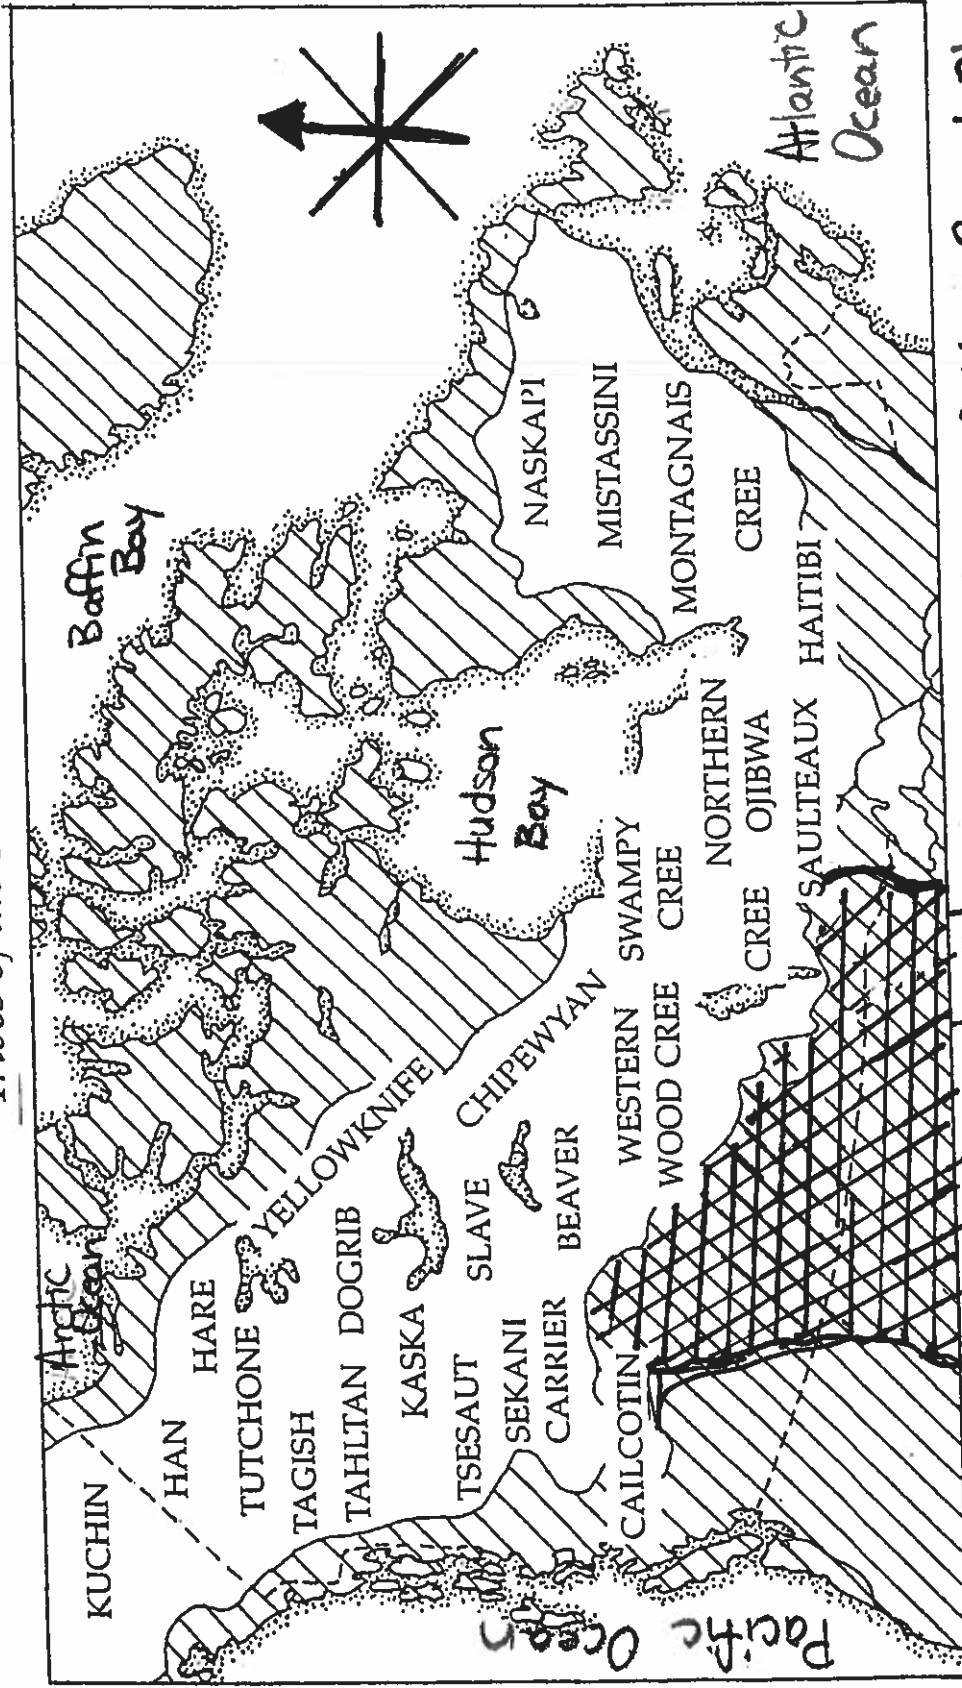 Arctic
Ocean
Baffin
Bay
Hudson
Bay
Atlantic
Ocean
Pacific
Ocean
KUCHIN
HAN
HARE
TUTCHONE
TAGISH
TAHLTAN
DOGRIB
YELLOWKNIFE
KASKA
SLAVE
TSESAUT
CHIPEWYAN
SEKANI
BEAVER
CARRIER
CAILCOTIN
WESTERN
WOOD CREE
SWAMPY
CREE
CREE
NORTHERN
OJIBWA
SAULTEAUX
HAITIBI
NASKAPI
MISTASSINI
MONTAGNAIS
CREE